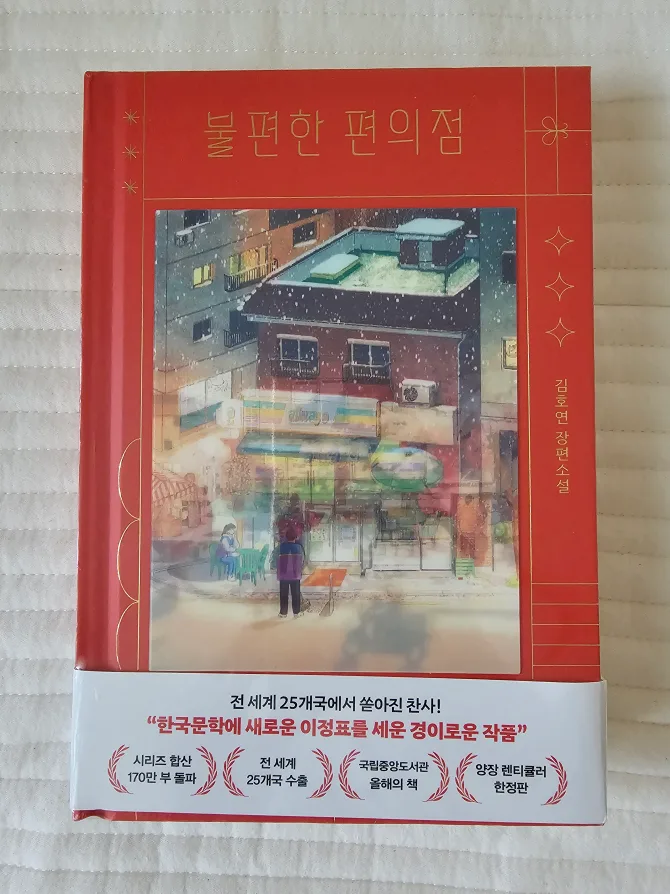 불편한 편의점
김호연 장편소설
전 세계 25개국에서 쏟아진 찬사!
“한국문학에 새로운 이정표를 세운 경이로운 작품”
시리즈 합산
170만 부 돌파
전 세계
25개국 수출
국립중앙도서관
올해의 책
양장 렌티큘러
한정판